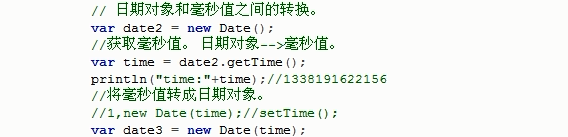 // 日期对象和毫秒值之间的转换。
var date2 = new Date();
//获取毫秒值。 日期对象-->毫秒值。
var time = date2.getTime();
println("time:"+time);//1338191622156
//将毫秒值转成日期对象。
//1,new Date(time);//setTime();
var date3 = new Date(time);